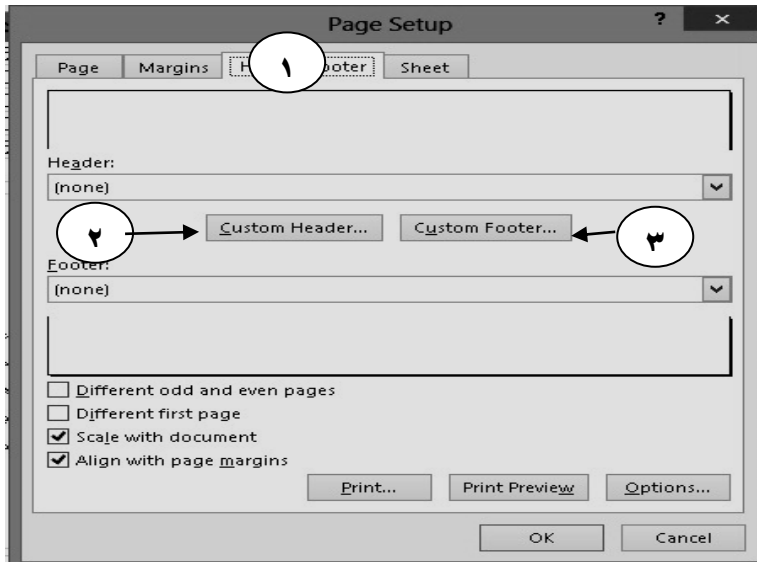 Page Setup ? ×
Page Margins ١ Sheet
Header:
(none)
٢ Custom Header... Custom Footer... ٣
Footer:
(none)
Different odd and even pages
Different first page
Scale with document
Align with page margins
Print... Print Preview Options...
OK Cancel